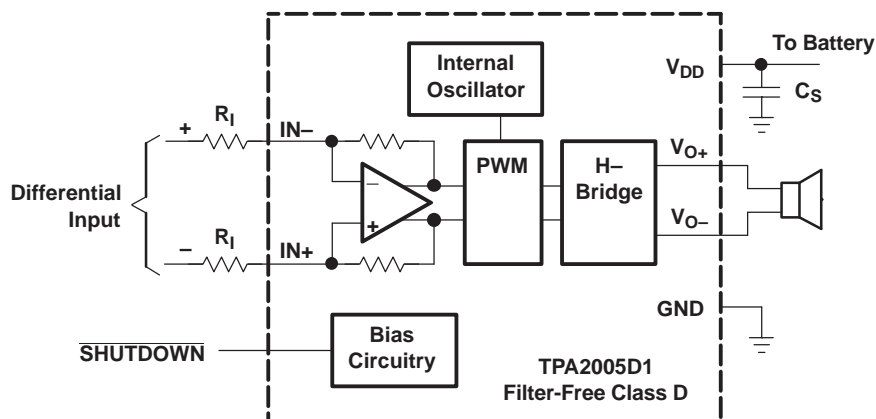 Internal
Oscillator
To Battery
VDD
CS
RI
+
IN−
PWM
H−
Bridge
VO+
−
Differential
Input
+
VO−
−
RI
IN+
GND
SHUTDOWN
Bias
Circuitry
TPA2005D1
Filter-Free Class D